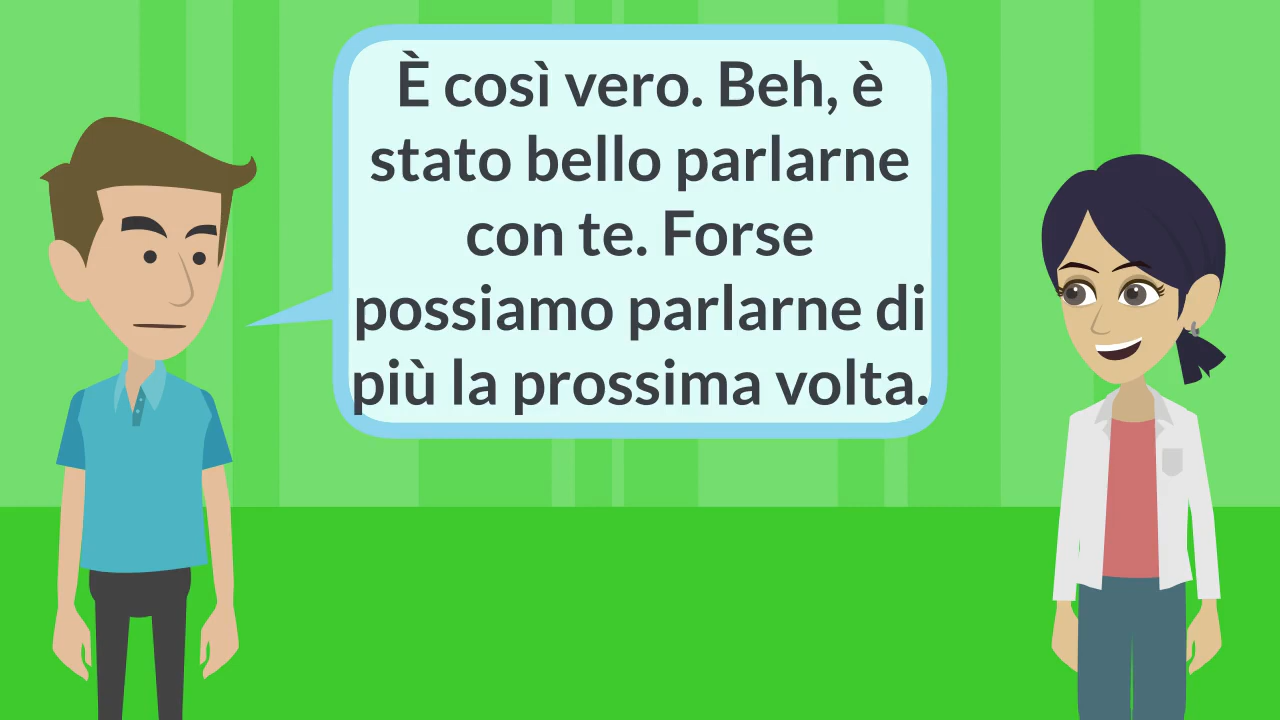 È così vero. Beh, è
stato bello parlarne
con te. Forse
possiamo parlarne di
più la prossima volta.